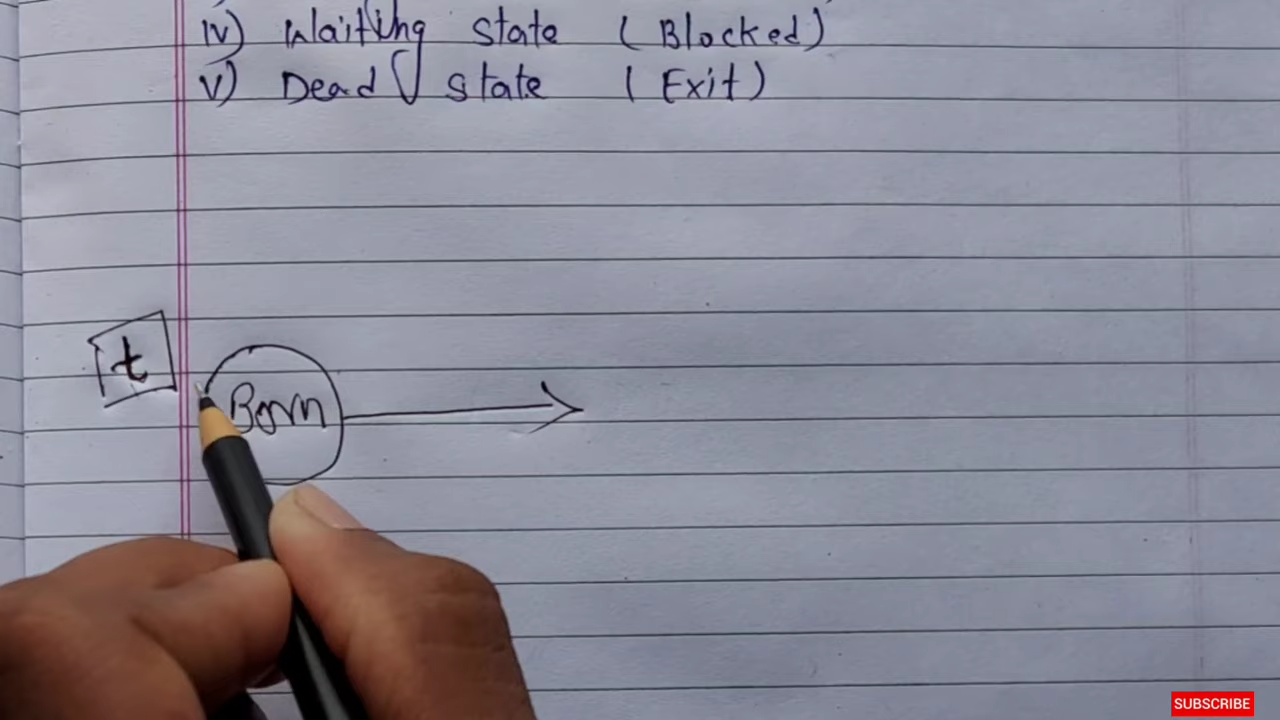 iv) Waiting state (Blocked)
v) Dead state (Exit)
t
Born
SUBSCRIBE